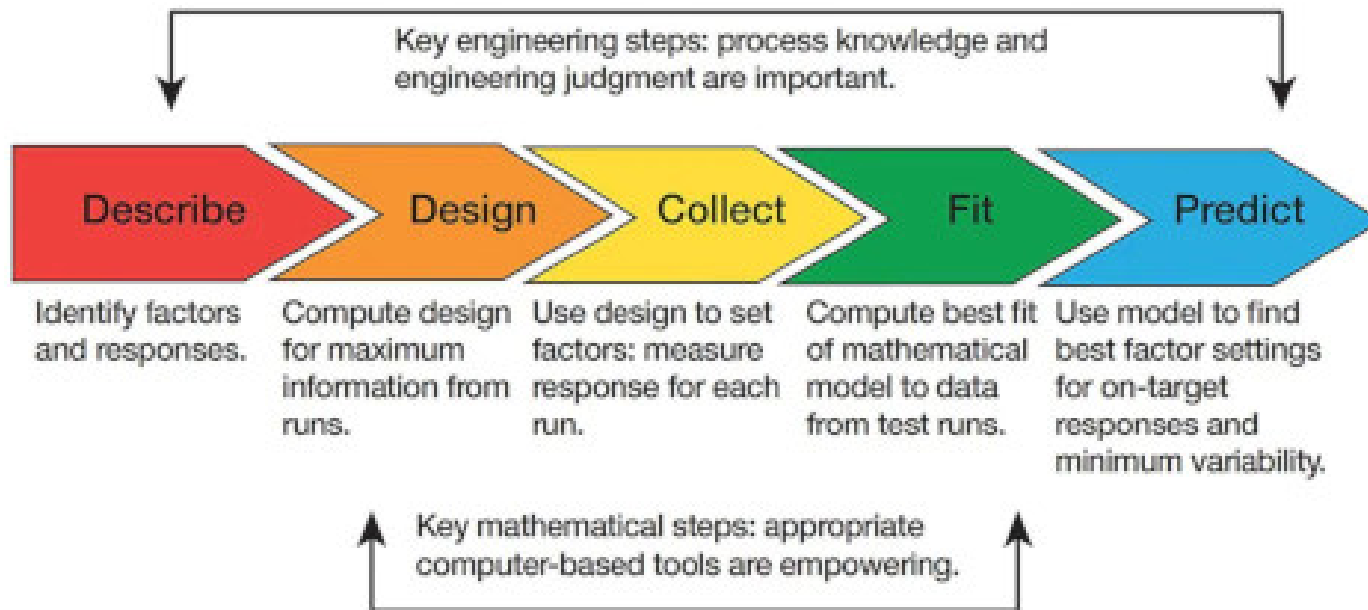 Key engineering steps: process knowledge and
engineering judgment are important.
Describe
Design
Collect
Fit
Predict
Identify factors
and responses.
Compute design
for maximum
information from
runs.
Use design to set
factors: measure
response for each
run.
Compute best fit
of mathematical
model to data
from test runs.
Use model to find
best factor settings
for on-target
responses and
minimum variability.
Key mathematical steps: appropriate
computer-based tools are empowering.